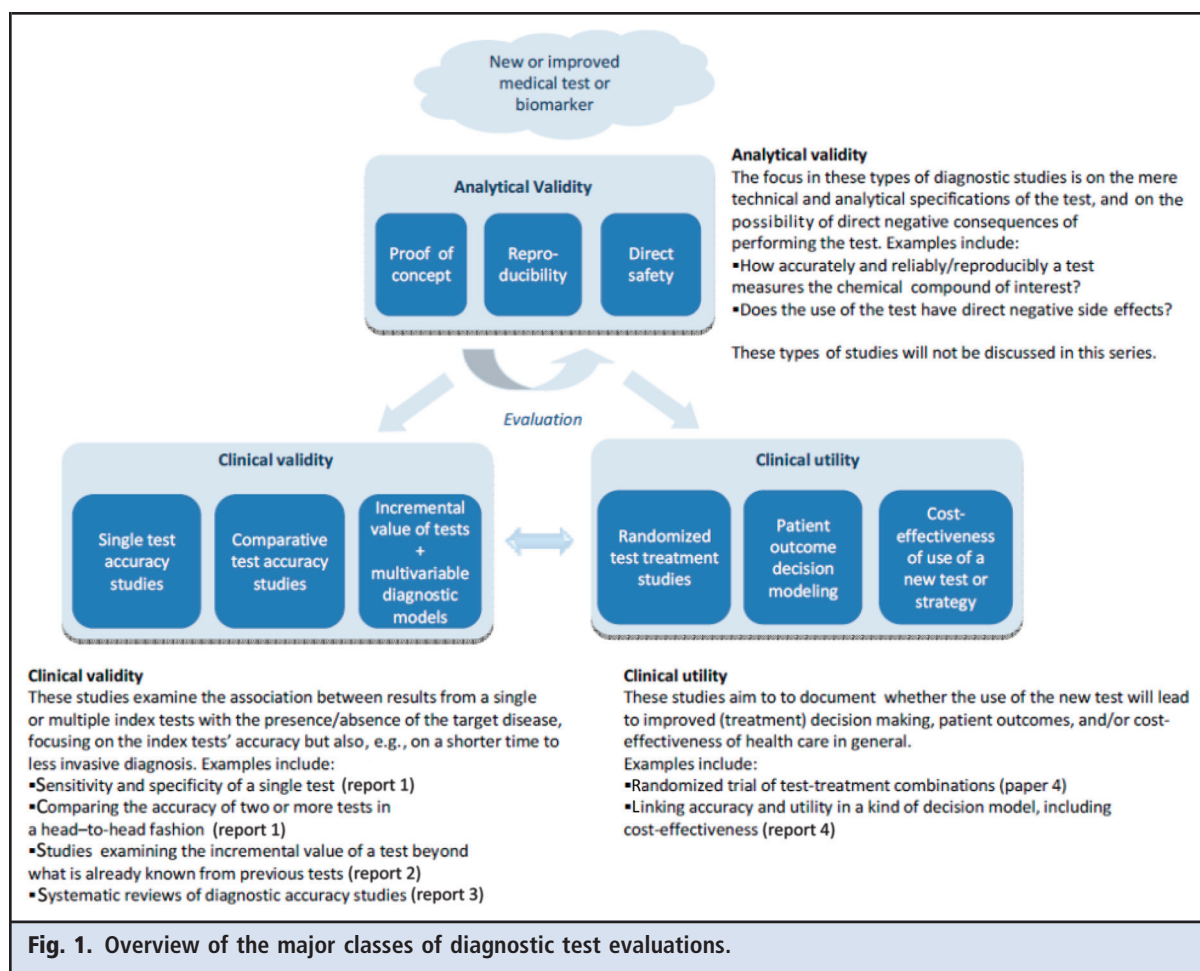 New or improved
medical test or
biomarker
Analytical Validity
Proof of
concept
Repro-
ducibility
Direct
safety
Analytical validity
The focus in these types of diagnostic studies is on the mere
technical and analytical specifications of the test, and on the
possibility of direct negative consequences of
performing the test. Examples include:
▪How accurately and reliably/reproducibly a test
measures the chemical compound of interest?
▪Does the use of the test have direct negative side effects?
These types of studies will not be discussed in this series.
Evaluation
Clinical validity
Single test
accuracy
studies
Comparative
test accuracy
studies
Incremental
value of tests
+
multivariable
diagnostic
models
Clinical utility
Randomized
test treatment
studies
Patient
outcome
decision
modeling
Cost-
effectiveness
of use of a
new test or
strategy
Clinical validity
These studies examine the association between results from a single
or multiple index tests with the presence/absence of the target disease,
focusing on the index tests' accuracy but also, e.g., on a shorter time to
less invasive diagnosis. Examples include:
▪Sensitivity and specificity of a single test (report 1)
▪Comparing the accuracy of two or more tests in
a head–to-head fashion (report 1)
▪Studies examining the incremental value of a test beyond
what is already known from previous tests (report 2)
▪Systematic reviews of diagnostic accuracy studies (report 3)
Clinical utility
These studies aim to to document whether the use of the new test will lead
to improved (treatment) decision making, patient outcomes, and/or cost-
effectiveness of health care in general.
Examples include:
▪Randomized trial of test-treatment combinations (paper 4)
▪Linking accuracy and utility in a kind of decision model, including
cost-effectiveness (report 4)
Fig. 1. Overview of the major classes of diagnostic test evaluations.